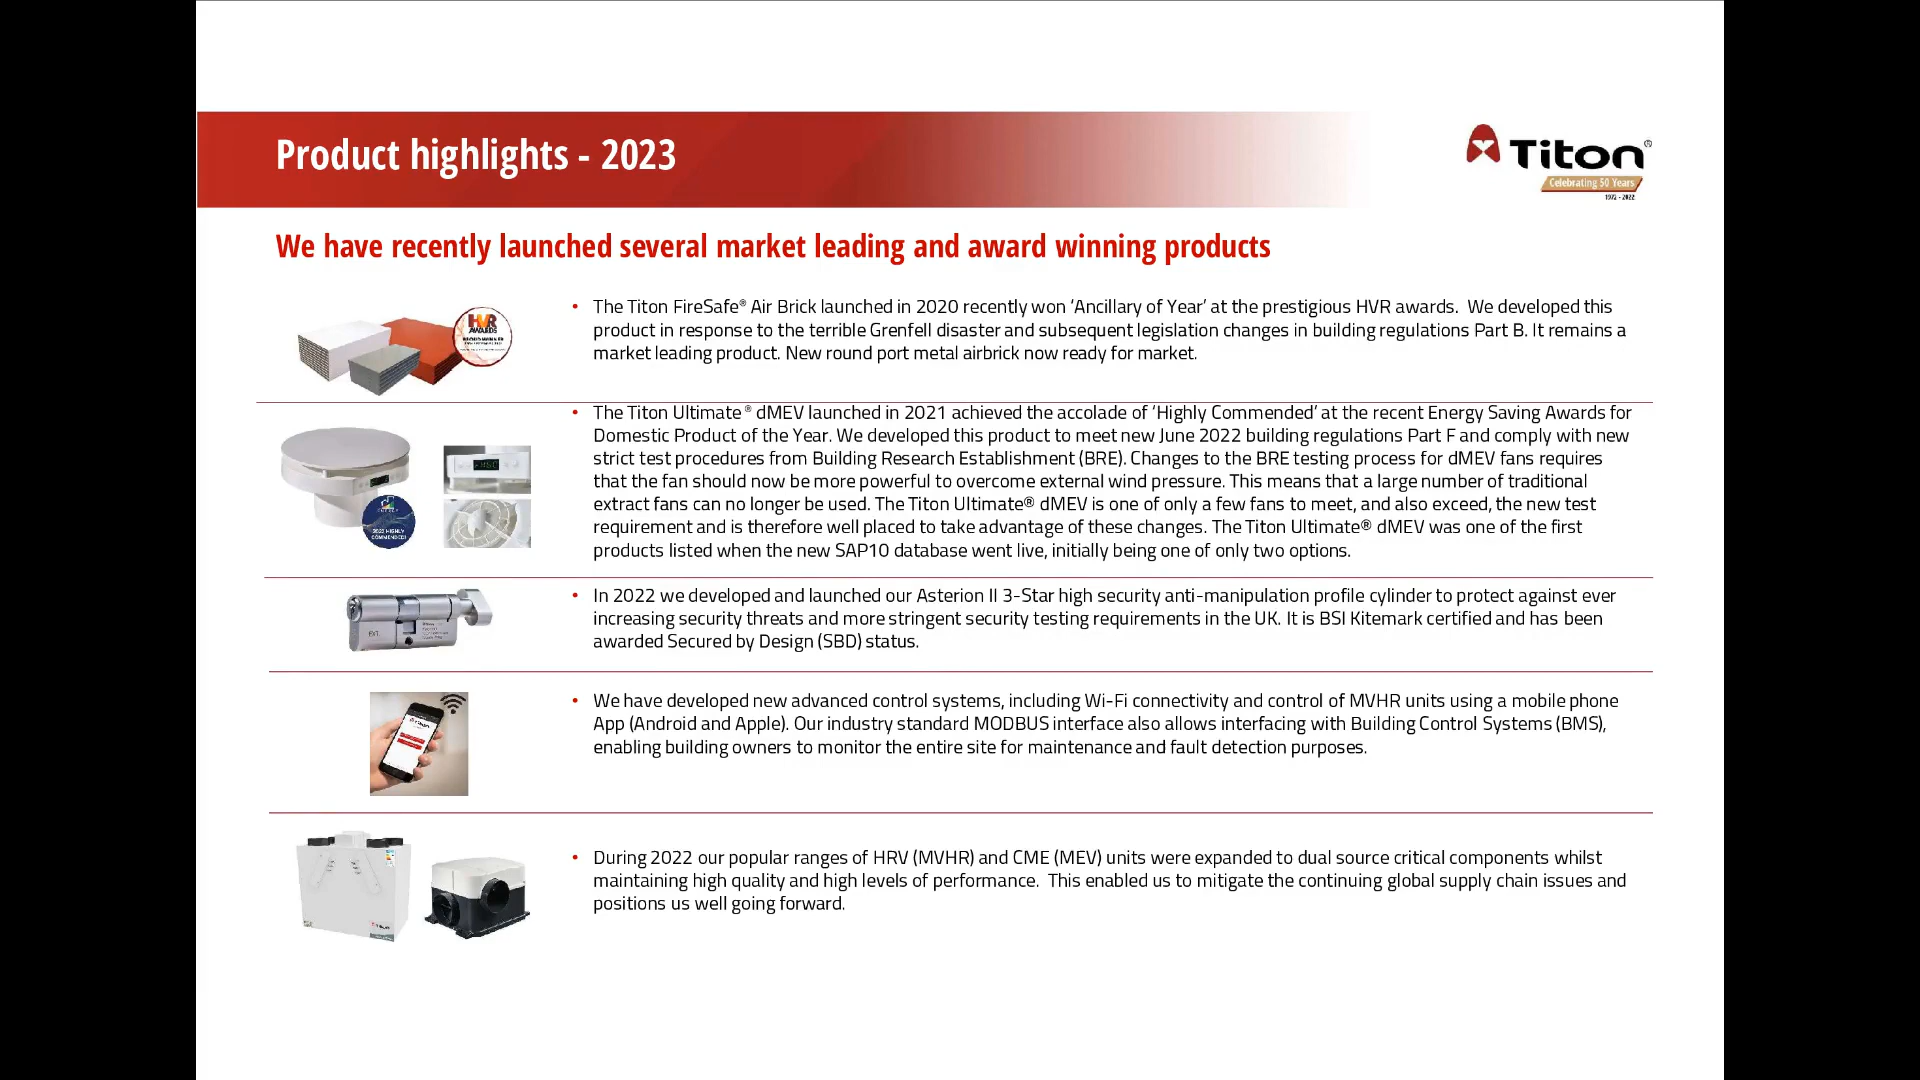 Product highlights - 2023
Titon®
Celebrating 50 Years
1972 - 2022
We have recently launched several market leading and award winning products
HVR
AWARDS
• The Titon FireSafe® Air Brick launched in 2020 recently won ‘Ancillary of Year’ at the prestigious HVR awards.  We developed this
product in response to the terrible Grenfell disaster and subsequent legislation changes in building regulations Part B. It remains a
market leading product. New round port metal airbrick now ready for market.
• The Titon Ultimate® dMEV launched in 2021 achieved the accolade of ‘Highly Commended’ at the recent Energy Saving Awards for
Domestic Product of the Year. We developed this product to meet new June 2022 building regulations Part F and comply with new
strict test procedures from Building Research Establishment (BRE). Changes to the BRE testing process for dMEV fans requires
that the fan should now be more powerful to overcome external wind pressure. This means that a large number of traditional
extract fans can no longer be used. The Titon Ultimate® dMEV is one of only a few fans to meet, and also exceed, the new test
requirement and is therefore well placed to take advantage of these changes. The Titon Ultimate® dMEV was one of the first
products listed when the new SAP10 database went live, initially being one of only two options.
HIGHLY
COMMENDED
• In 2022 we developed and launched our Asterion II 3-Star high security anti-manipulation profile cylinder to protect against ever
increasing security threats and more stringent security testing requirements in the UK. It is BSI Kitemark certified and has been
awarded Secured by Design (SBD) status.
EXT.
• We have developed new advanced control systems, including Wi-Fi connectivity and control of MVHR units using a mobile phone
App (Android and Apple). Our industry standard MODBUS interface also allows interfacing with Building Control Systems (BMS),
enabling building owners to monitor the entire site for maintenance and fault detection purposes.
• During 2022 our popular ranges of HRV (MVHR) and CME (MEV) units were expanded to dual source critical components whilst
maintaining high quality and high levels of performance.  This enabled us to mitigate the continuing global supply chain issues and
positions us well going forward.